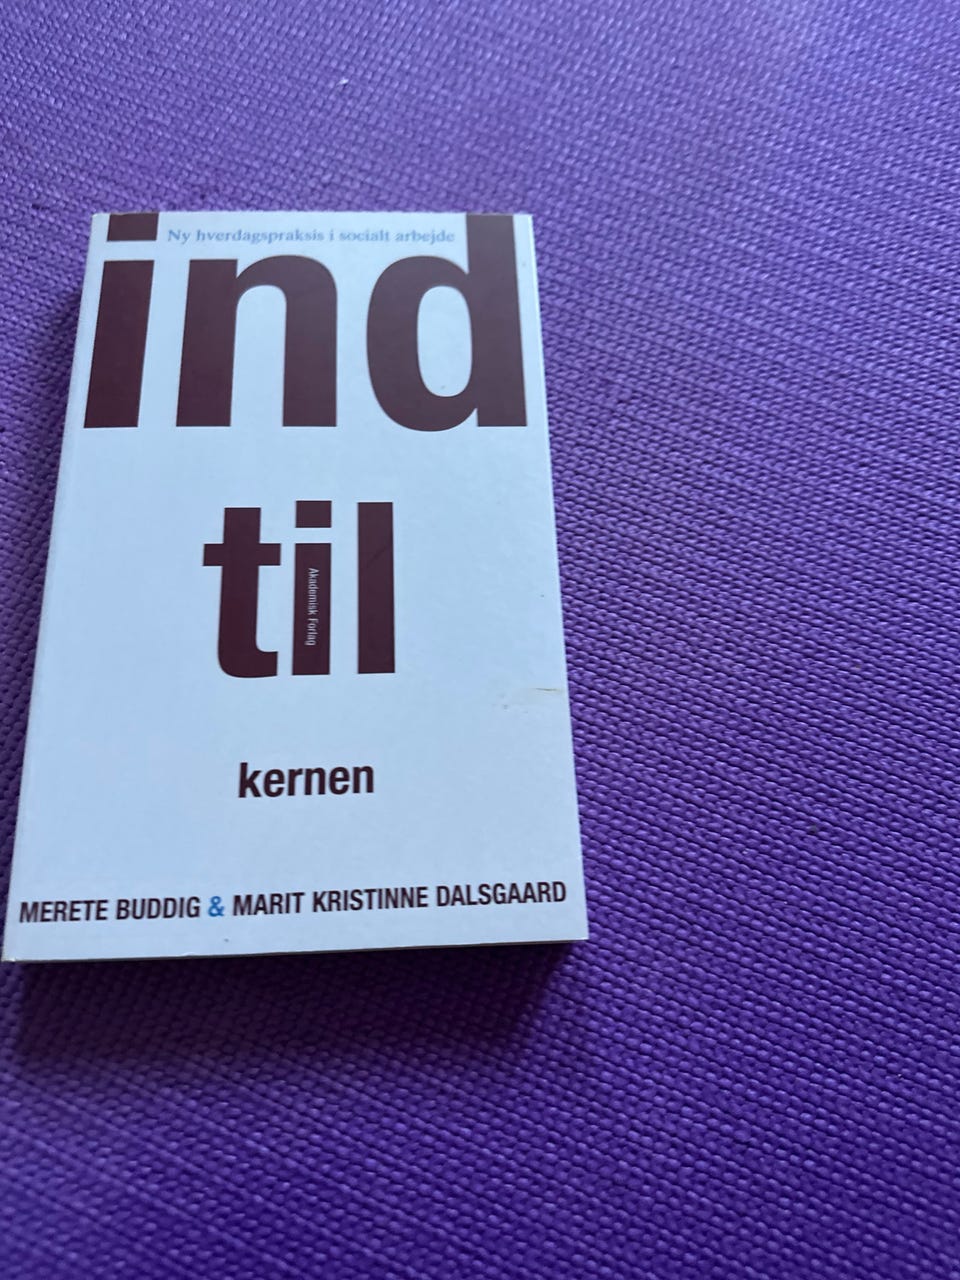 Ny hverdagspraksis i socialt arbejde
ind
til
Akademisk Forlag
kernen
MERETE BUDDIG & MARIT KRISTINNE DALSGAARD